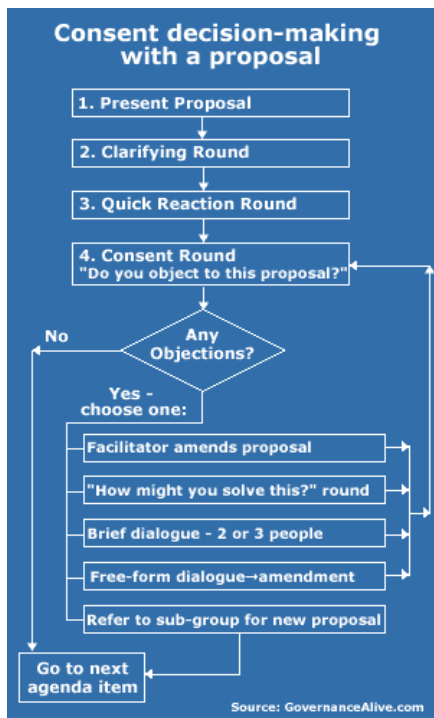 Consent decision-making
with a proposal
1. Present Proposal
2. Clarifying Round
3. Quick Reaction Round
4. Consent Round
"Do you object to this proposal?"
Any
Objections?
No
Yes -
choose one:
Facilitator amends proposal
"How might you solve this?" round
Brief dialogue - 2 or 3 people
Free-form dialogue→amendment
Refer to sub-group for new proposal
Go to next
agenda item
Source: GovernanceAlive.com